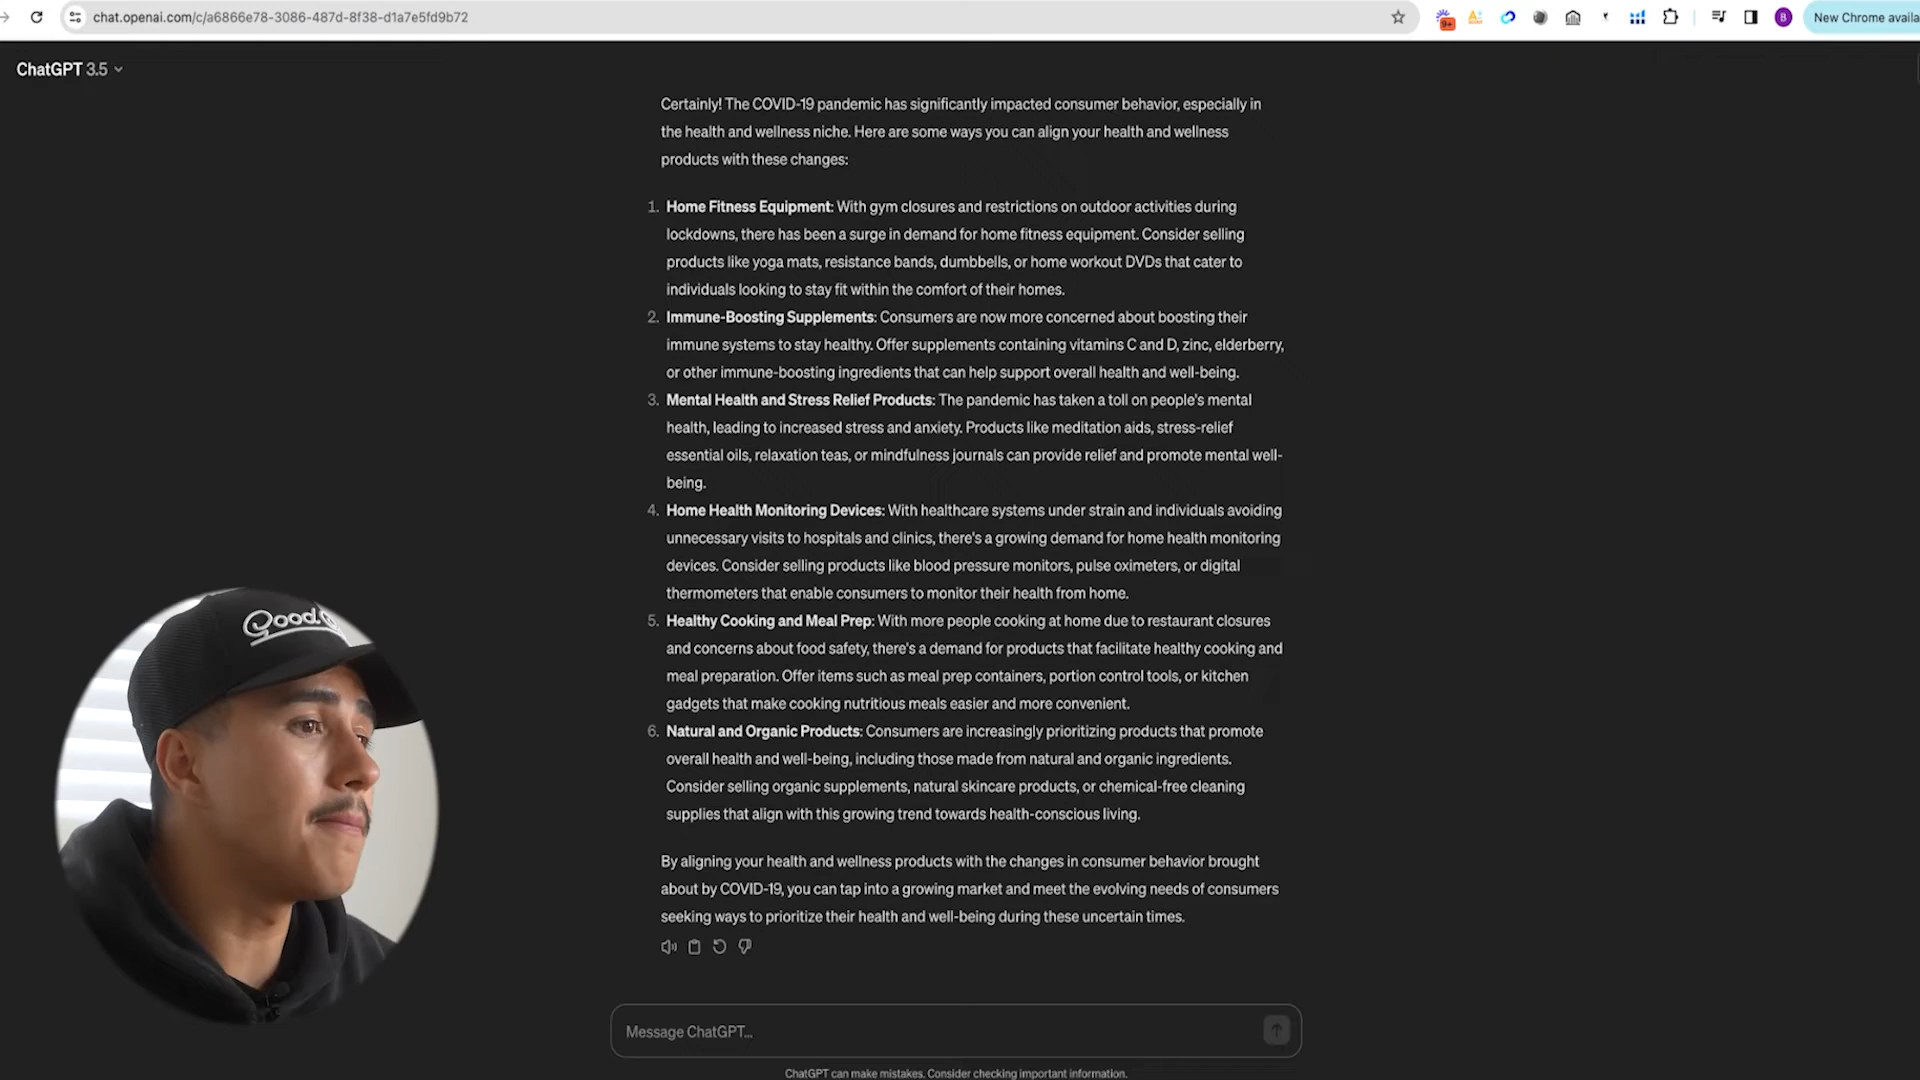 chat.openai.com/c/a6866e78-3086-487d-8f38-d1a7e5fd9b72
9+
B
New Chrome availa
ChatGPT 3.5
Certainly! The COVID-19 pandemic has significantly impacted consumer behavior, especially in
the health and wellness niche. Here are some ways you can align your health and wellness
products with these changes:
1. Home Fitness Equipment: With gym closures and restrictions on outdoor activities during
lockdowns, there has been a surge in demand for home fitness equipment. Consider selling
products like yoga mats, resistance bands, dumbbells, or home workout DVDs that cater to
individuals looking to stay fit within the comfort of their homes.
2. Immune-Boosting Supplements: Consumers are now more concerned about boosting their
immune systems to stay healthy. Offer supplements containing vitamins C and D, zinc, elderberry,
or other immune-boosting ingredients that can help support overall health and well-being.
3. Mental Health and Stress Relief Products: The pandemic has taken a toll on people's mental
health, leading to increased stress and anxiety. Products like meditation aids, stress-relief
essential oils, relaxation teas, or mindfulness journals can provide relief and promote mental well-
being.
4. Home Health Monitoring Devices: With healthcare systems under strain and individuals avoiding
unnecessary visits to hospitals and clinics, there's a growing demand for home health monitoring
devices. Consider selling products like blood pressure monitors, pulse oximeters, or digital
thermometers that enable consumers to monitor their health from home.
5. Healthy Cooking and Meal Prep: With more people cooking at home due to restaurant closures
and concerns about food safety, there's a demand for products that facilitate healthy cooking and
meal preparation. Offer items such as meal prep containers, portion control tools, or kitchen
gadgets that make cooking nutritious meals easier and more convenient.
6. Natural and Organic Products: Consumers are increasingly prioritizing products that promote
overall health and well-being, including those made from natural and organic ingredients.
Consider selling organic supplements, natural skincare products, or chemical-free cleaning
supplies that align with this growing trend towards health-conscious living.
By aligning your health and wellness products with the changes in consumer behavior brought
about by COVID-19, you can tap into a growing market and meet the evolving needs of consumers
seeking ways to prioritize their health and well-being during these uncertain times.
Good
Message ChatGPT...
ChatGPT can make mistakes. Consider checking important information.